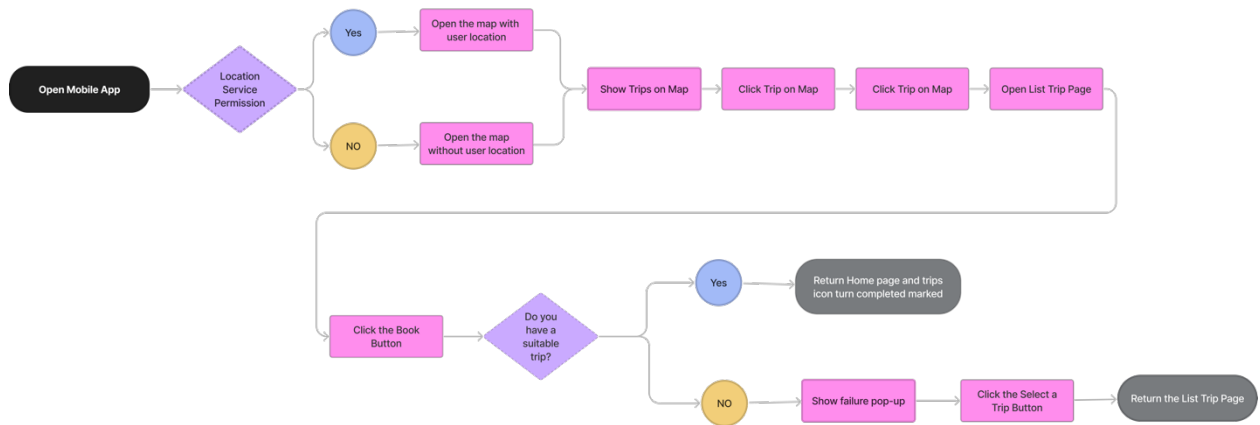 Open Mobile App
Location
Service
Permission
Yes
Open the map with
user location
NO
Open the map
without user location
Show Trips on Map
Click Trip on Map
Click Trip on Map
Open List Trip Page
Click the Book
Button
Do you
have a
suitable
trip?
Yes
Return Home page and trips
icon turn completed marked
NO
Show failure pop-up
Click the Select a
Trip Button
Return the List Trip Page